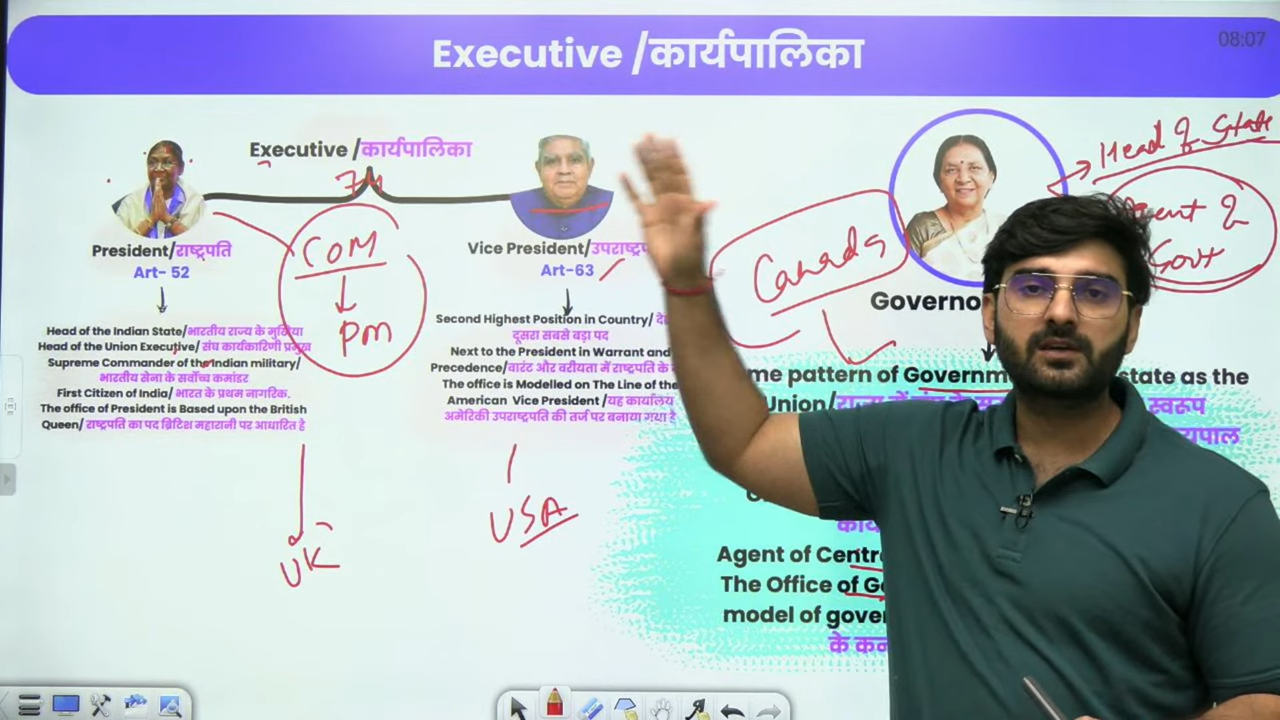 Executive /कार्यपालिका
08:07
Executive /कार्यपालिका
74
President/राष्ट्रपति
Art- 52
Head of the Indian State/भारतीय राज्य के मुखिया
Head of the Union Executive/ संघ कार्यकारिणी प्रमुख
Supreme Commander of the Indian military/
भारतीय सेना के सर्वोच्च कमांडर
First Citizen of India/ भारत के प्रथम नागरिक.
The office of President is Based upon the British
Queen/ राष्ट्रपति का पद ब्रिटिश महारानी पर आधारित है
UK
COM
PM
Vice President/उपराष्ट्रप
Art-63
Second Highest Position in Country/
दूसरा सबसे बड़ा पद
Next to the President in Warrant and
Precedence/वारंट और वरीयता में राष्ट्रपति के
The office is Modelled on The Line of the
American Vice President /यह कार्यालय
अमेरिकी उपराष्ट्रपति की तर्ज पर बनाया गया है
USA
Canada
Head of State
Govt
Governo
me pattern of Governm state as the
Union/ स्वरूप
Agent of Centr
The Office of Go
model of gover